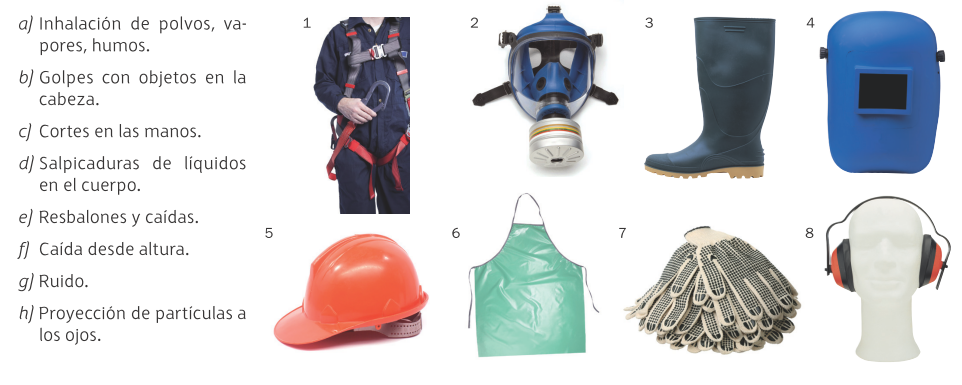 a) Inhalación de polvos, va-
pores, humos.
b) Golpes con objetos en la
cabeza.
c) Cortes en las manos.
d) Salpicaduras de líquidos
en el cuerpo.
e) Resbalones y caídas.
f) Caída desde altura.
g) Ruido.
h) Proyección de partículas a
los ojos.
1
2
3
4
5
6
7
8